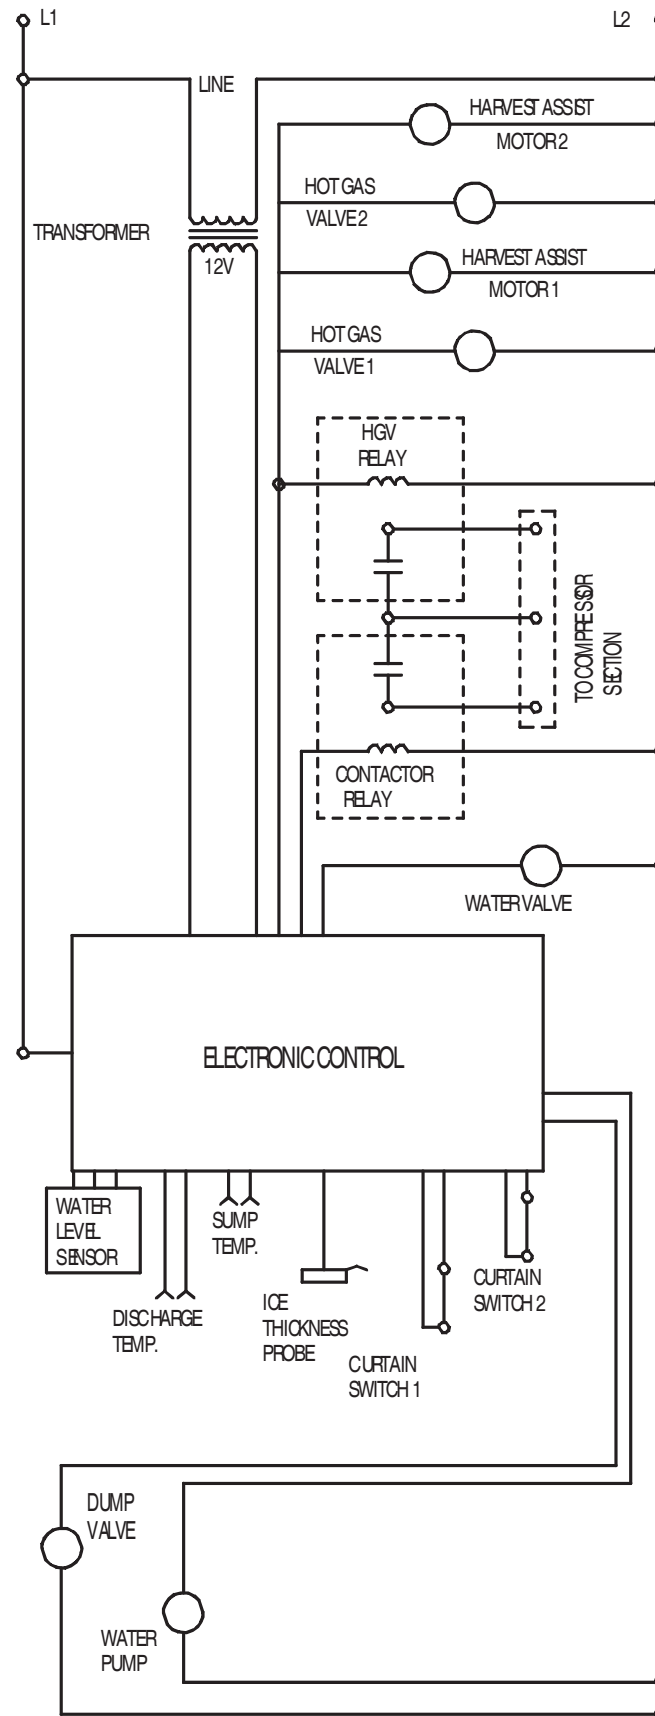 L1
L2
LINE
HARVEST ASSIST
MOTOR 2
HOT GAS
VALVE 2
TRANSFORMER
12V
HARVEST ASSIST
MOTOR 1
HOT GAS
VALVE 1
HGV
RELAY
TO COMPRESSOR
SECTION
CONTACTOR
RELAY
WATER VALVE
ELECTRONIC CONTROL
WATER
LEVEL
SENSOR
SUMP
TEMP.
DISCHARGE
TEMP.
ICE
THICKNESS
PROBE
CURTAIN
SWITCH 1
CURTAIN
SWITCH 2
DUMP
VALVE
WATER
PUMP